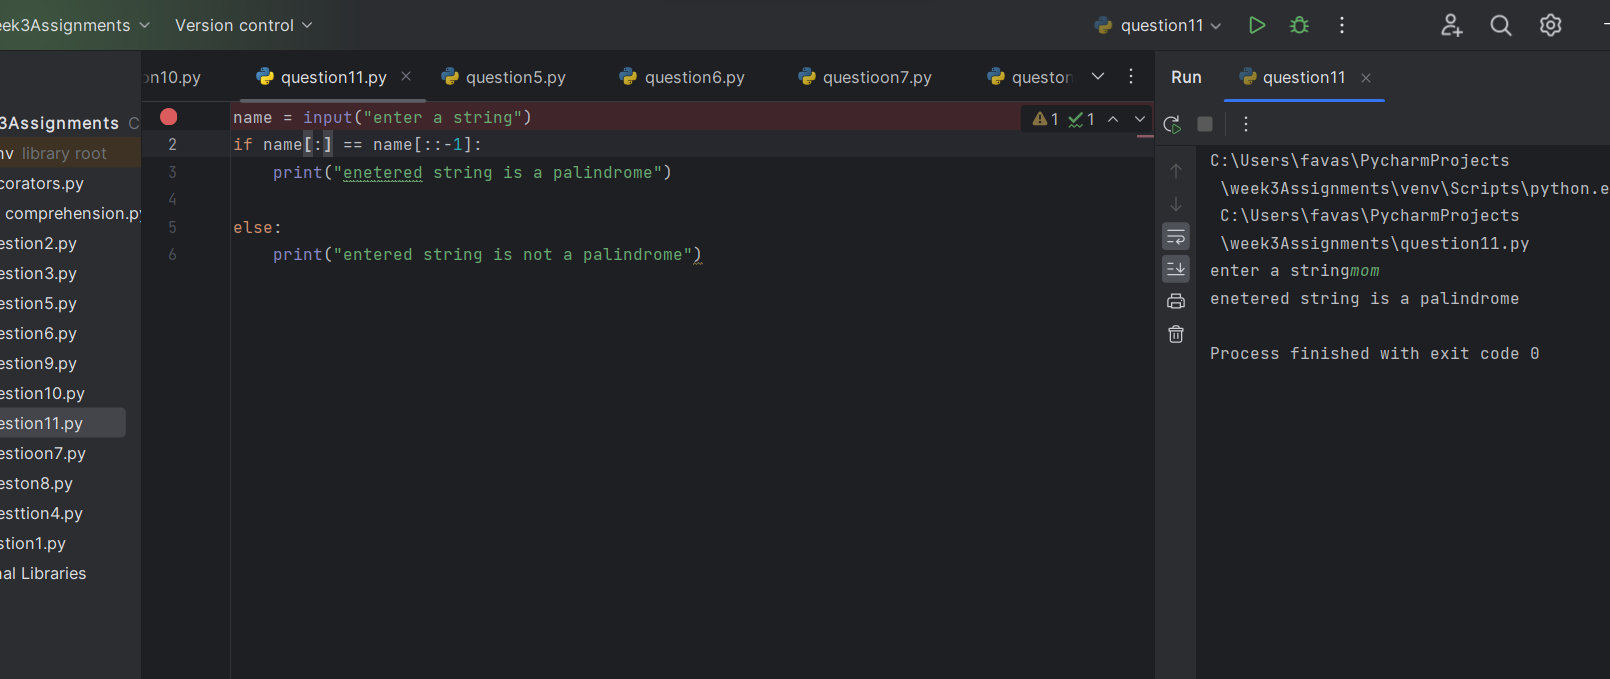 eek3Assignments Version control question11
on10.py question11.py question5.py question6.py questioon7.py queston Run question11
3Assignments C
nv library root
corators.py
comprehension.py
estion2.py
estion3.py
estion5.py
estion6.py
estion9.py
estion10.py
estion11.py
estioon7.py
eston8.py
esttion4.py
stion1.py
nal Libraries
name = input("enter a string")
1 1
2 if name[:] == name[::-1]:
3 print("enetered string is a palindrome")
4
5 else:
6 print("entered string is not a palindrome")
C:\Users\favas\PycharmProjects
\week3Assignments\venv\Scripts\python.e
C:\Users\favas\PycharmProjects
\week3Assignments\question11.py
enter a stringmom
enetered string is a palindrome
Process finished with exit code 0